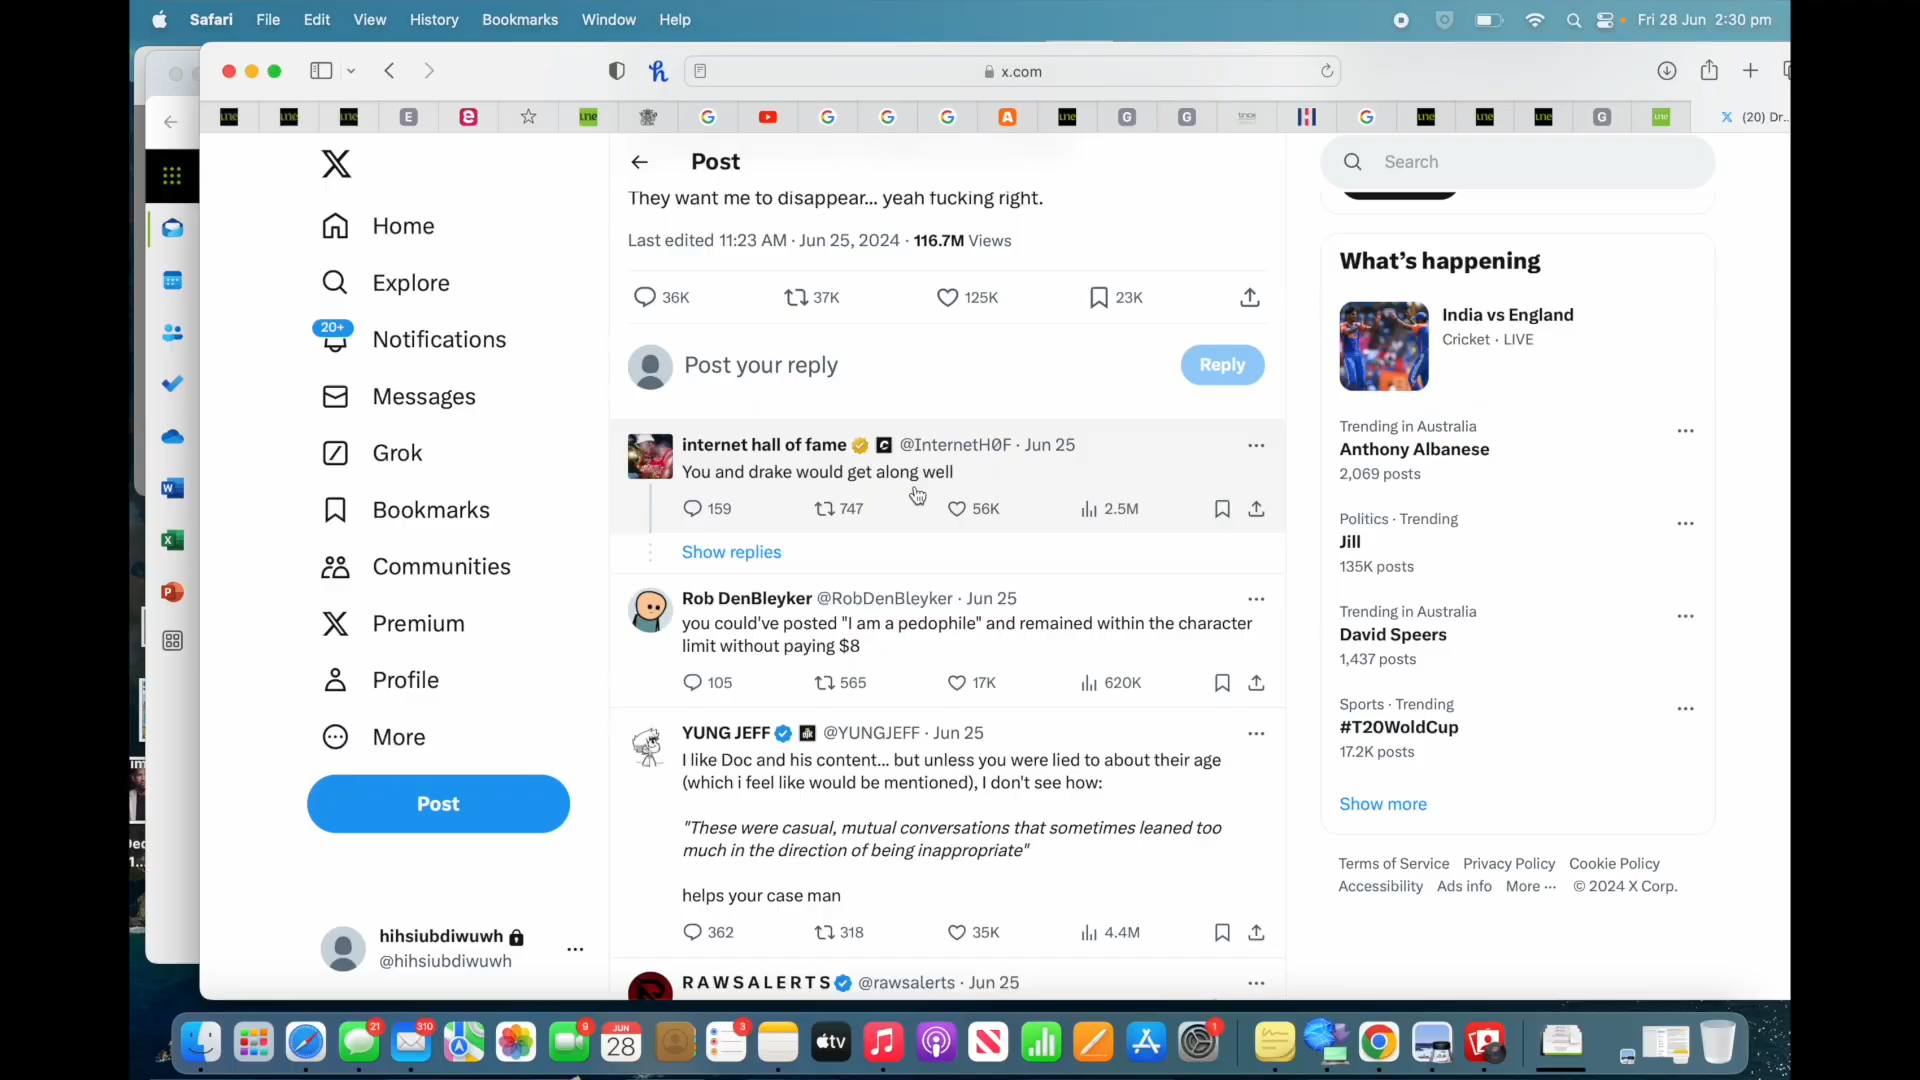 Safari File Edit View History Bookmarks Window Help
Fri 28 Jun 2:30 pm
x.com
(20) Dr...
Home
Explore
20+
Notifications
Messages
Grok
Bookmarks
Communities
Premium
Profile
More
Post
hihsiubdiwuwh
@hihsiubdiwuwh
Post
They want me to disappear... yeah fucking right.
Last edited 11:23 AM · Jun 25, 2024 · 116.7M Views
36K 37K 125K 23K
Post your reply
Reply
internet hall of fame @InternetH0F · Jun 25
You and drake would get along well
159 747 56K 2.5M
Show replies
Rob DenBleyker @RobDenBleyker · Jun 25
you could've posted "I am a pedophile" and remained within the character
limit without paying $8
105 565 17K 620K
YUNG JEFF @YUNGJEFF · Jun 25
I like Doc and his content... but unless you were lied to about their age
(which i feel like would be mentioned), I don't see how:
"These were casual, mutual conversations that sometimes leaned too
much in the direction of being inappropriate"
helps your case man
362 318 35K 4.4M
R A W S A L E R T S @rawsalerts · Jun 25
Search
What's happening
India vs England
Cricket · LIVE
Trending in Australia
Anthony Albanese
2,069 posts
Politics · Trending
Jill
135K posts
Trending in Australia
David Speers
1,437 posts
Sports · Trending
#T20WoldCup
17.2K posts
Show more
Terms of Service Privacy Policy Cookie Policy
Accessibility Ads info More ··· © 2024 X Corp.
21 310 9 JUN 28 3 tv 1